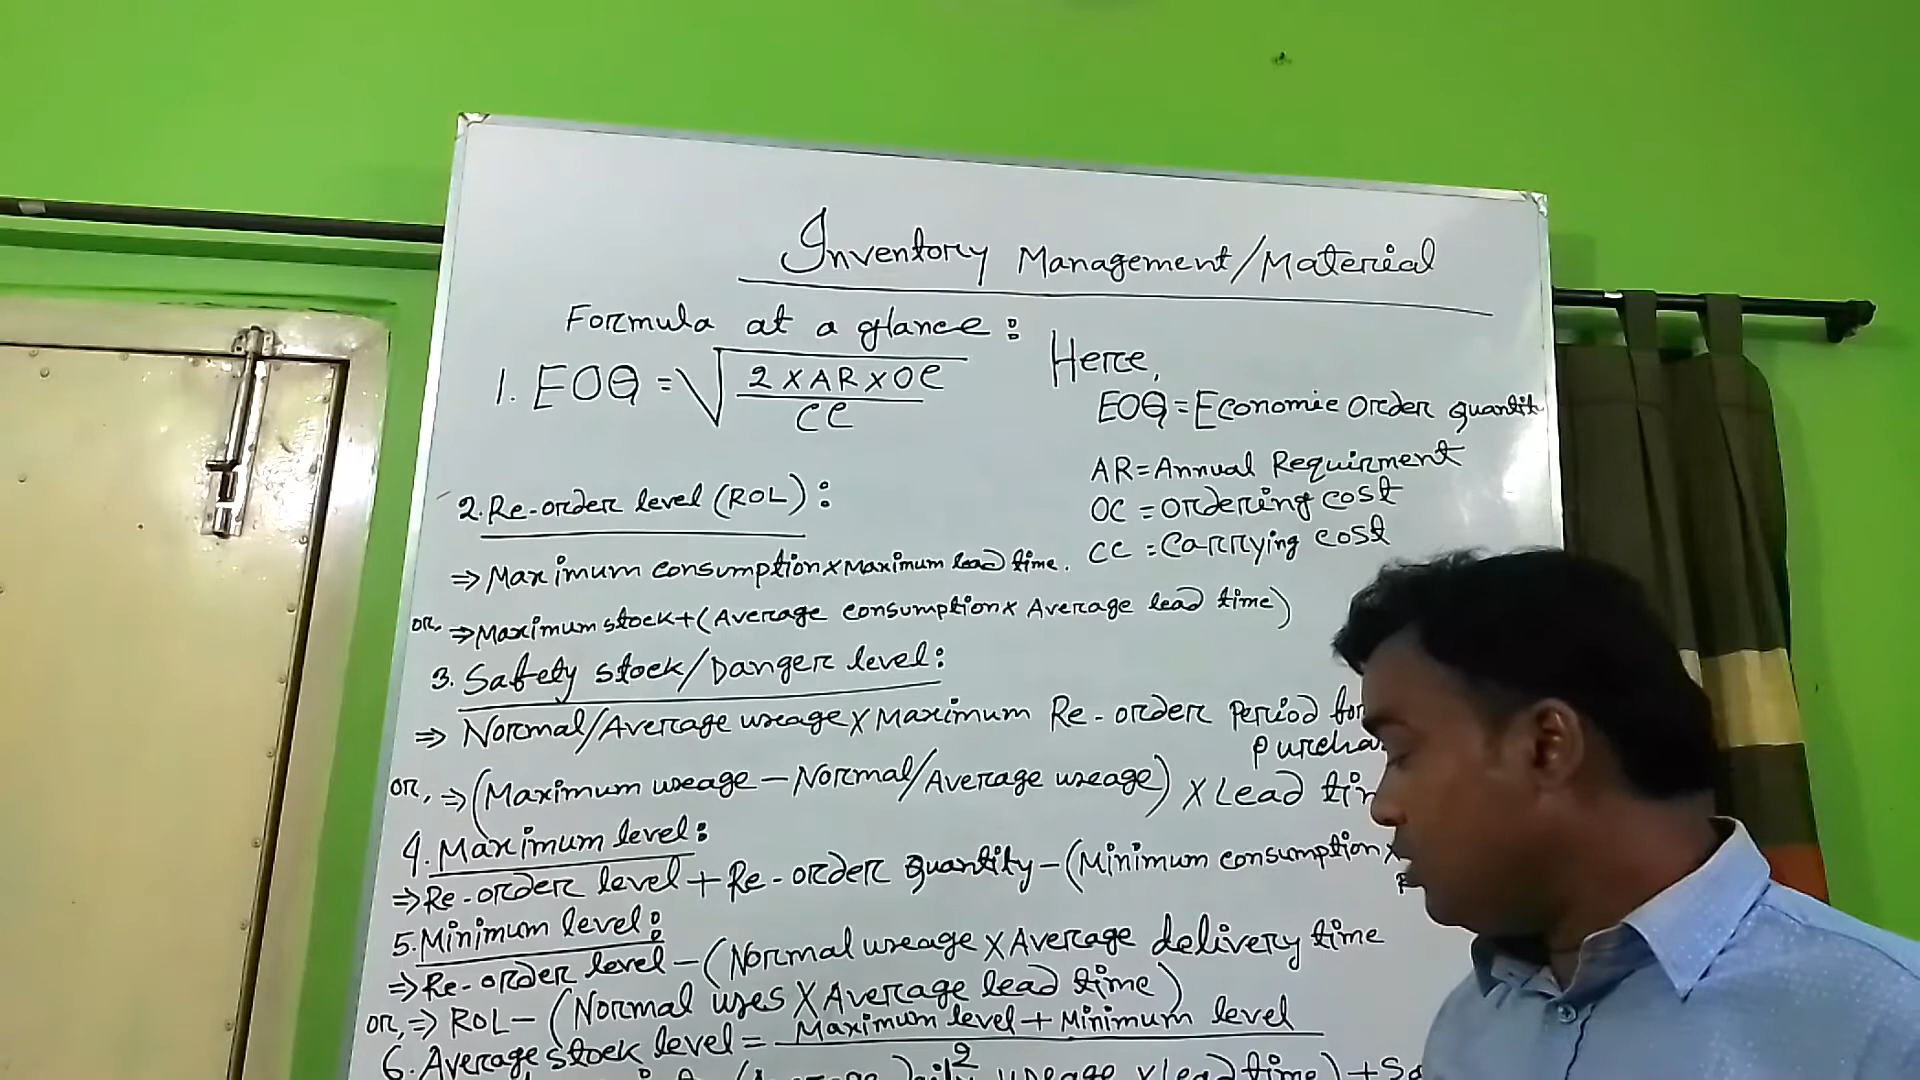 Inventory Management/Material
Formula at a glance:
1. EOQ = √ 2 X AR X OC
CC
Here,
EOQ = Economic Order Quantit
AR = Annual Requirment
OC = Ordering cost
CC = Carrying cost
2. Re-order level (ROL):
⇒ Maximum consumption x Maximum lead time.
or, ⇒ Maximum stock + (Average consumption x Average lead time)
3. Safety stock/Danger level:
⇒ Normal/Average useage X Maximum Re-order Period for
purcha
or, ⇒ (Maximum useage - Normal/Average useage) X Lead tim
4. Maximum level:
⇒ Re-order level + Re-order Quantity - (Minimum consumption x
5. Minimum level:
⇒ Re-order level - (Normal useage X Average delivery time
or, ⇒ ROL - (Normal uses X Average lead time)
6. Average stock level = Maximum level + Minimum level
2
useage x Lead time) + Sa